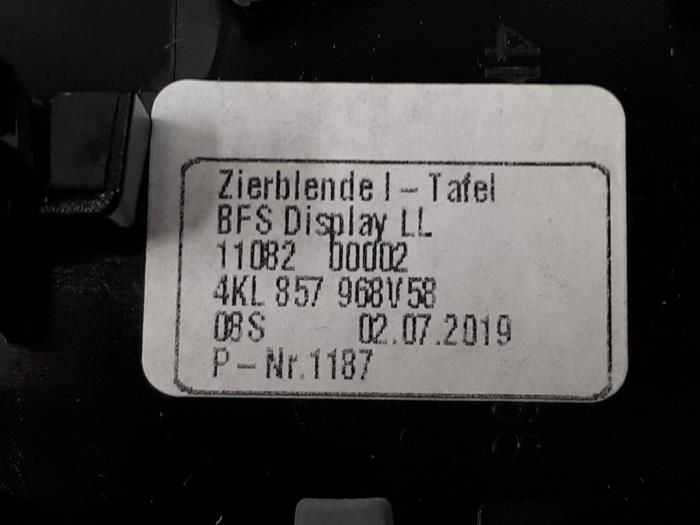 Zierblende I - Tafel
BFS Display LL
11082 00002
4KL 857 968V58
08S 02.07.2019
P-Nr.1187